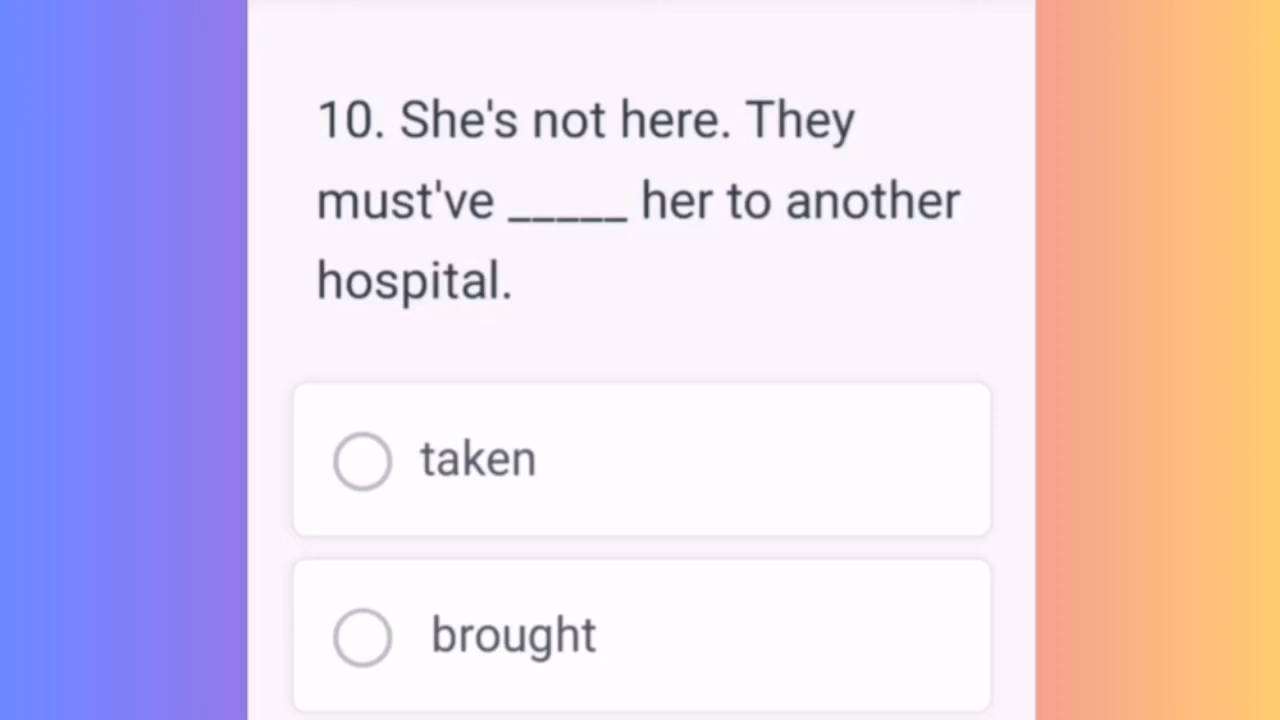 10. She's not here. They
must've _____ her to another
hospital.
taken
brought